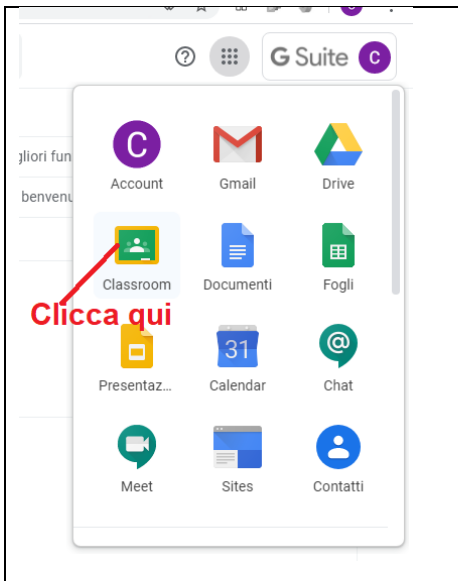 G Suite C
gliori fun
benvenu
C
Account Gmail Drive
Classroom Documenti Fogli
Clicca qui
31
@
Presentaz... Calendar Chat
Meet Sites Contatti